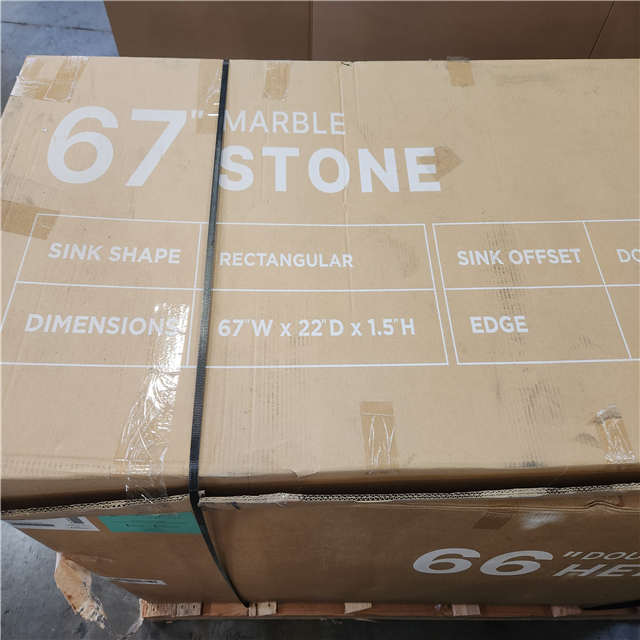 67" MARBLE
STONE
SINK SHAPE RECTANGULAR SINK OFFSET
DIMENSIONS 67"W x 22"D x 1.5"H EDGE
66"